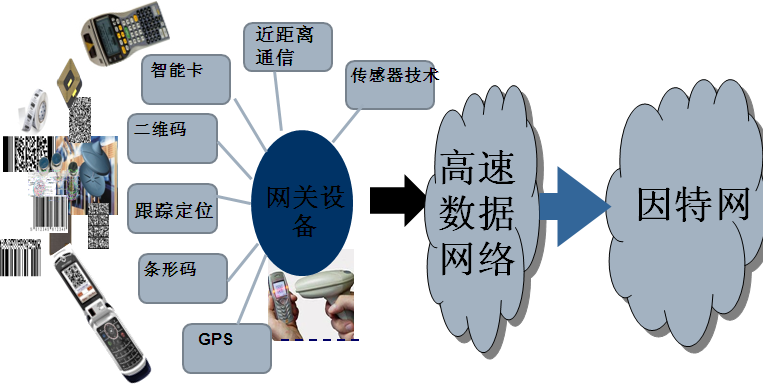 近距离
通信
智能卡
传感器技术
二维码
跟踪定位
条形码
GPS
网关设
备
高速
数据
网络
因特网